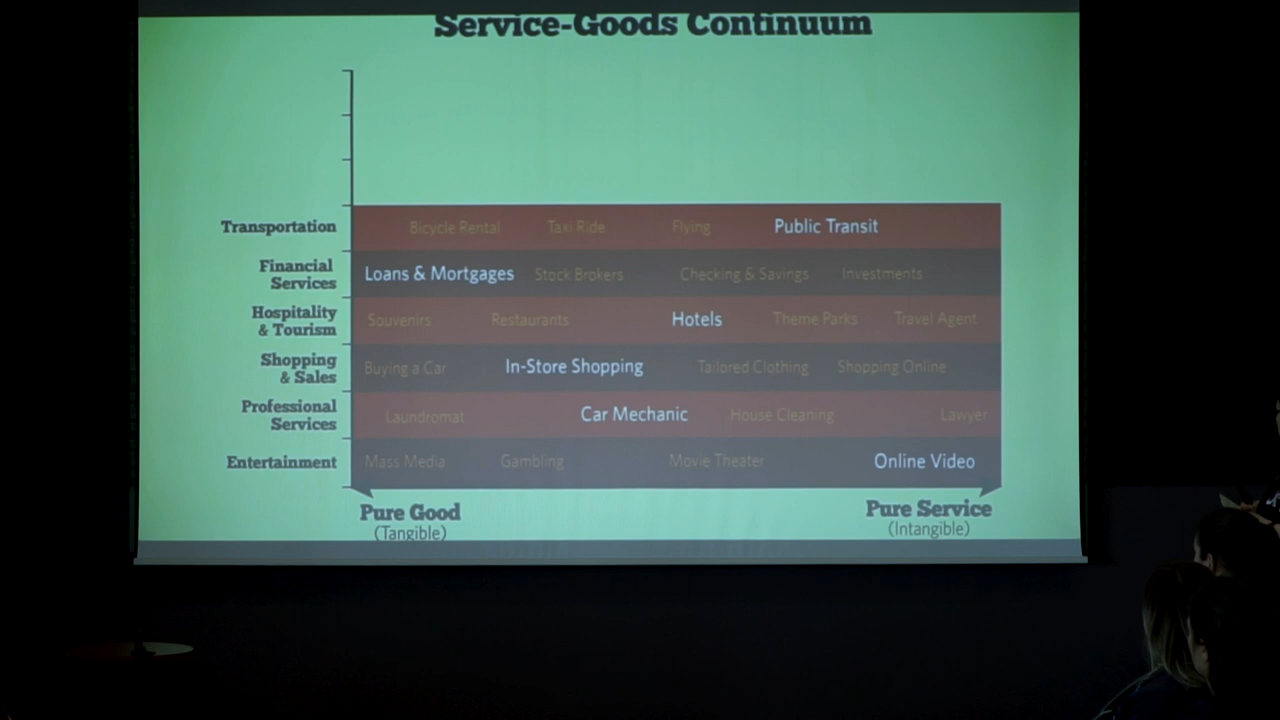 Service-Goods Continuum
Transportation Bicycle Rental Taxi Ride Flying Public Transit
Financial
Services
Loans & Mortgages Stock Brokers Checking & Savings Investments
Hospitality
& Tourism
Souvenirs Restaurants Hotels Theme Parks Travel Agent
Shopping
& Sales
Buying a Car In-Store Shopping Tailored Clothing Shopping Online
Professional
Services
Laundromat Car Mechanic House Cleaning Lawyer
Entertainment Mass Media Gambling Movie Theater Online Video
Pure Good
(Tangible)
Pure Service
(Intangible)